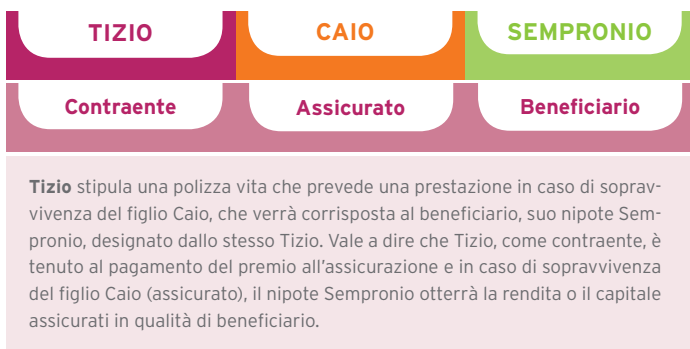 TIZIO CAIO SEMPRONIO
Contraente Assicurato Beneficiario
Tizio stipula una polizza vita che prevede una prestazione in caso di soprav-
vivenza del figlio Caio, che verrà corrisposta al beneficiario, suo nipote Sem-
pronio, designato dallo stesso Tizio. Vale a dire che Tizio, come contraente, è
tenuto al pagamento del premio all’assicurazione e in caso di sopravvivenza
del figlio Caio (assicurato), il nipote Sempronio otterrà la rendita o il capitale
assicurati in qualità di beneficiario.